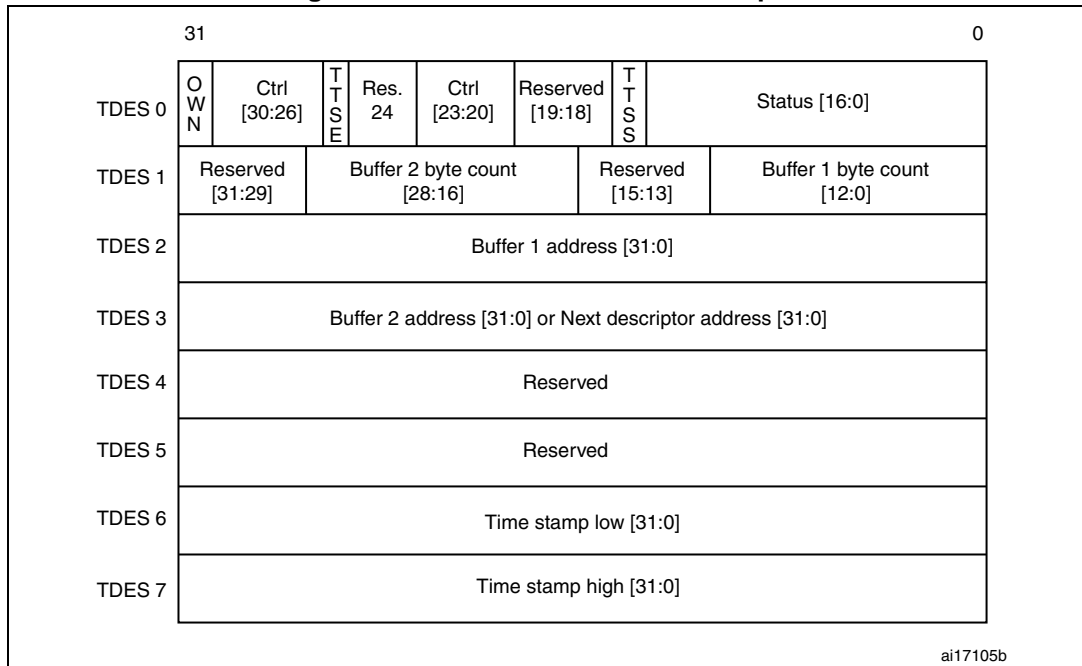 31 0
TDES 0 OWN Ctrl [30:26] TTSE Res. 24 Ctrl [23:20] Reserved [19:18] TTSS Status [16:0]
TDES 1 Reserved [31:29] Buffer 2 byte count [28:16] Reserved [15:13] Buffer 1 byte count [12:0]
TDES 2 Buffer 1 address [31:0]
TDES 3 Buffer 2 address [31:0] or Next descriptor address [31:0]
TDES 4 Reserved
TDES 5 Reserved
TDES 6 Time stamp low [31:0]
TDES 7 Time stamp high [31:0]
ai17105b